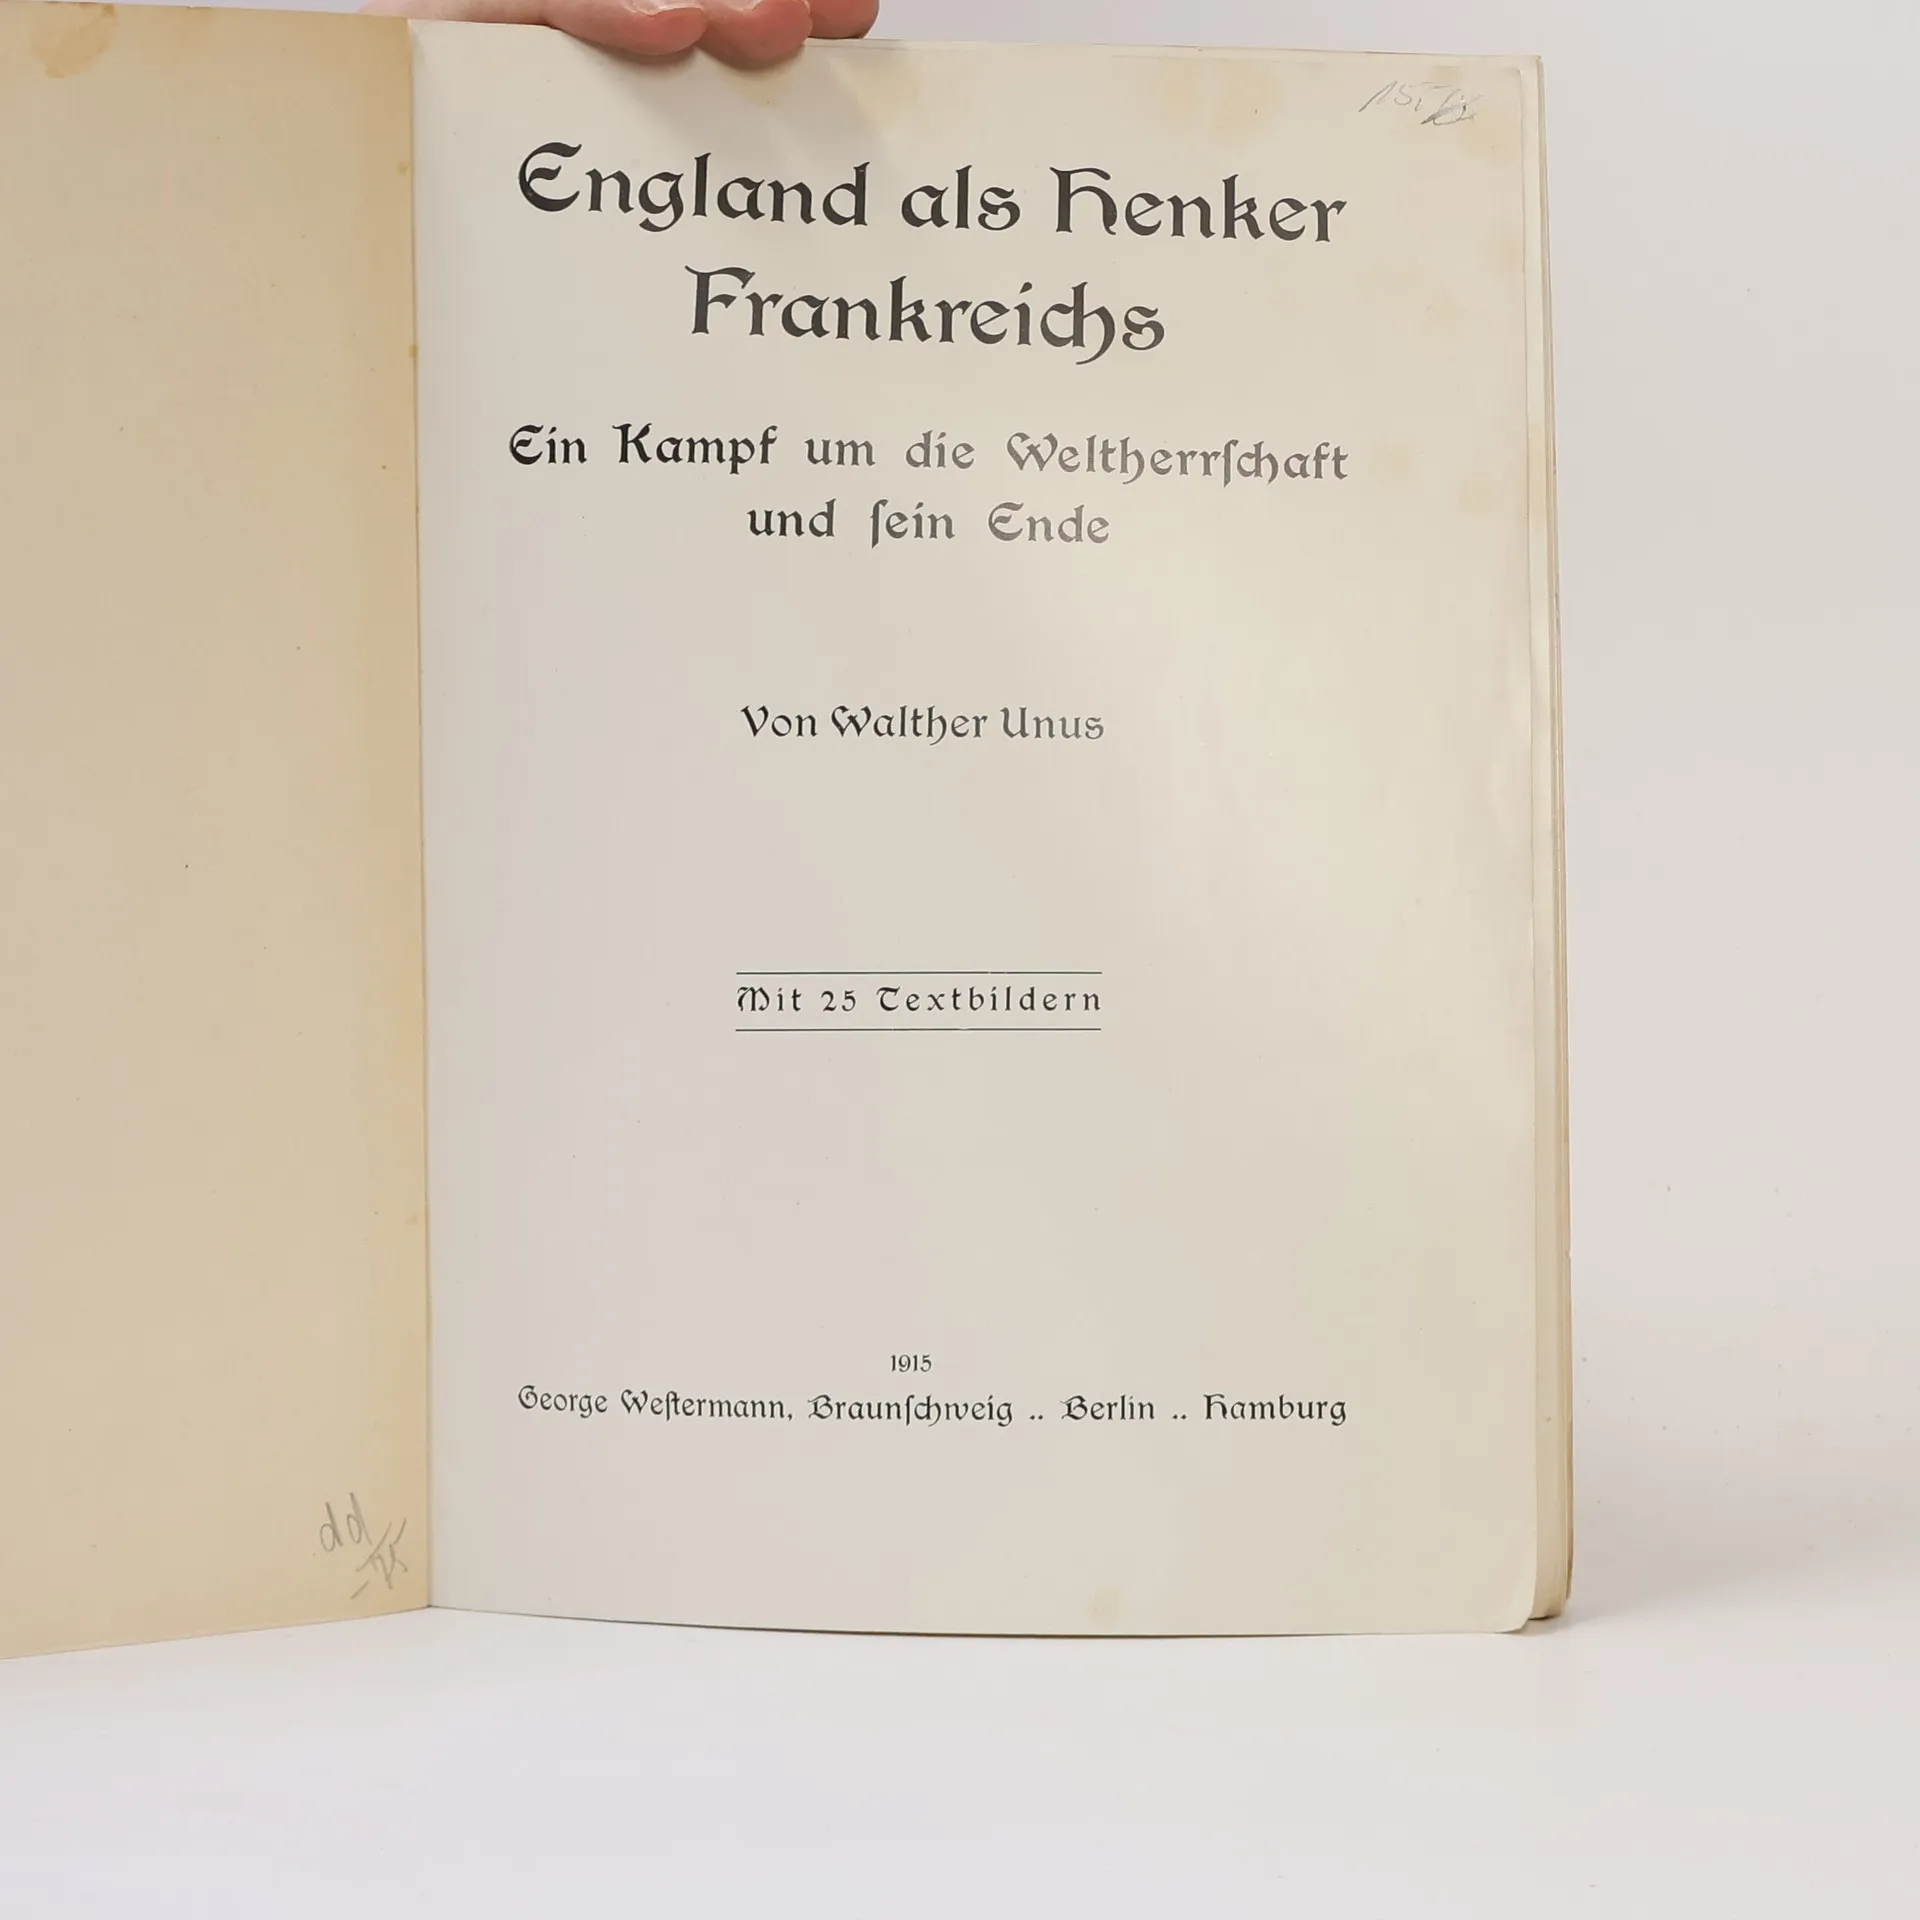 England als Henker
Frankreichs
Ein Kampf um die Weltherrſchaft
und ſein Ende
Von Walther Unus
Mit 25 Textbildern
1915
George Weſtermann, Braunſchweig .. Berlin .. Hamburg